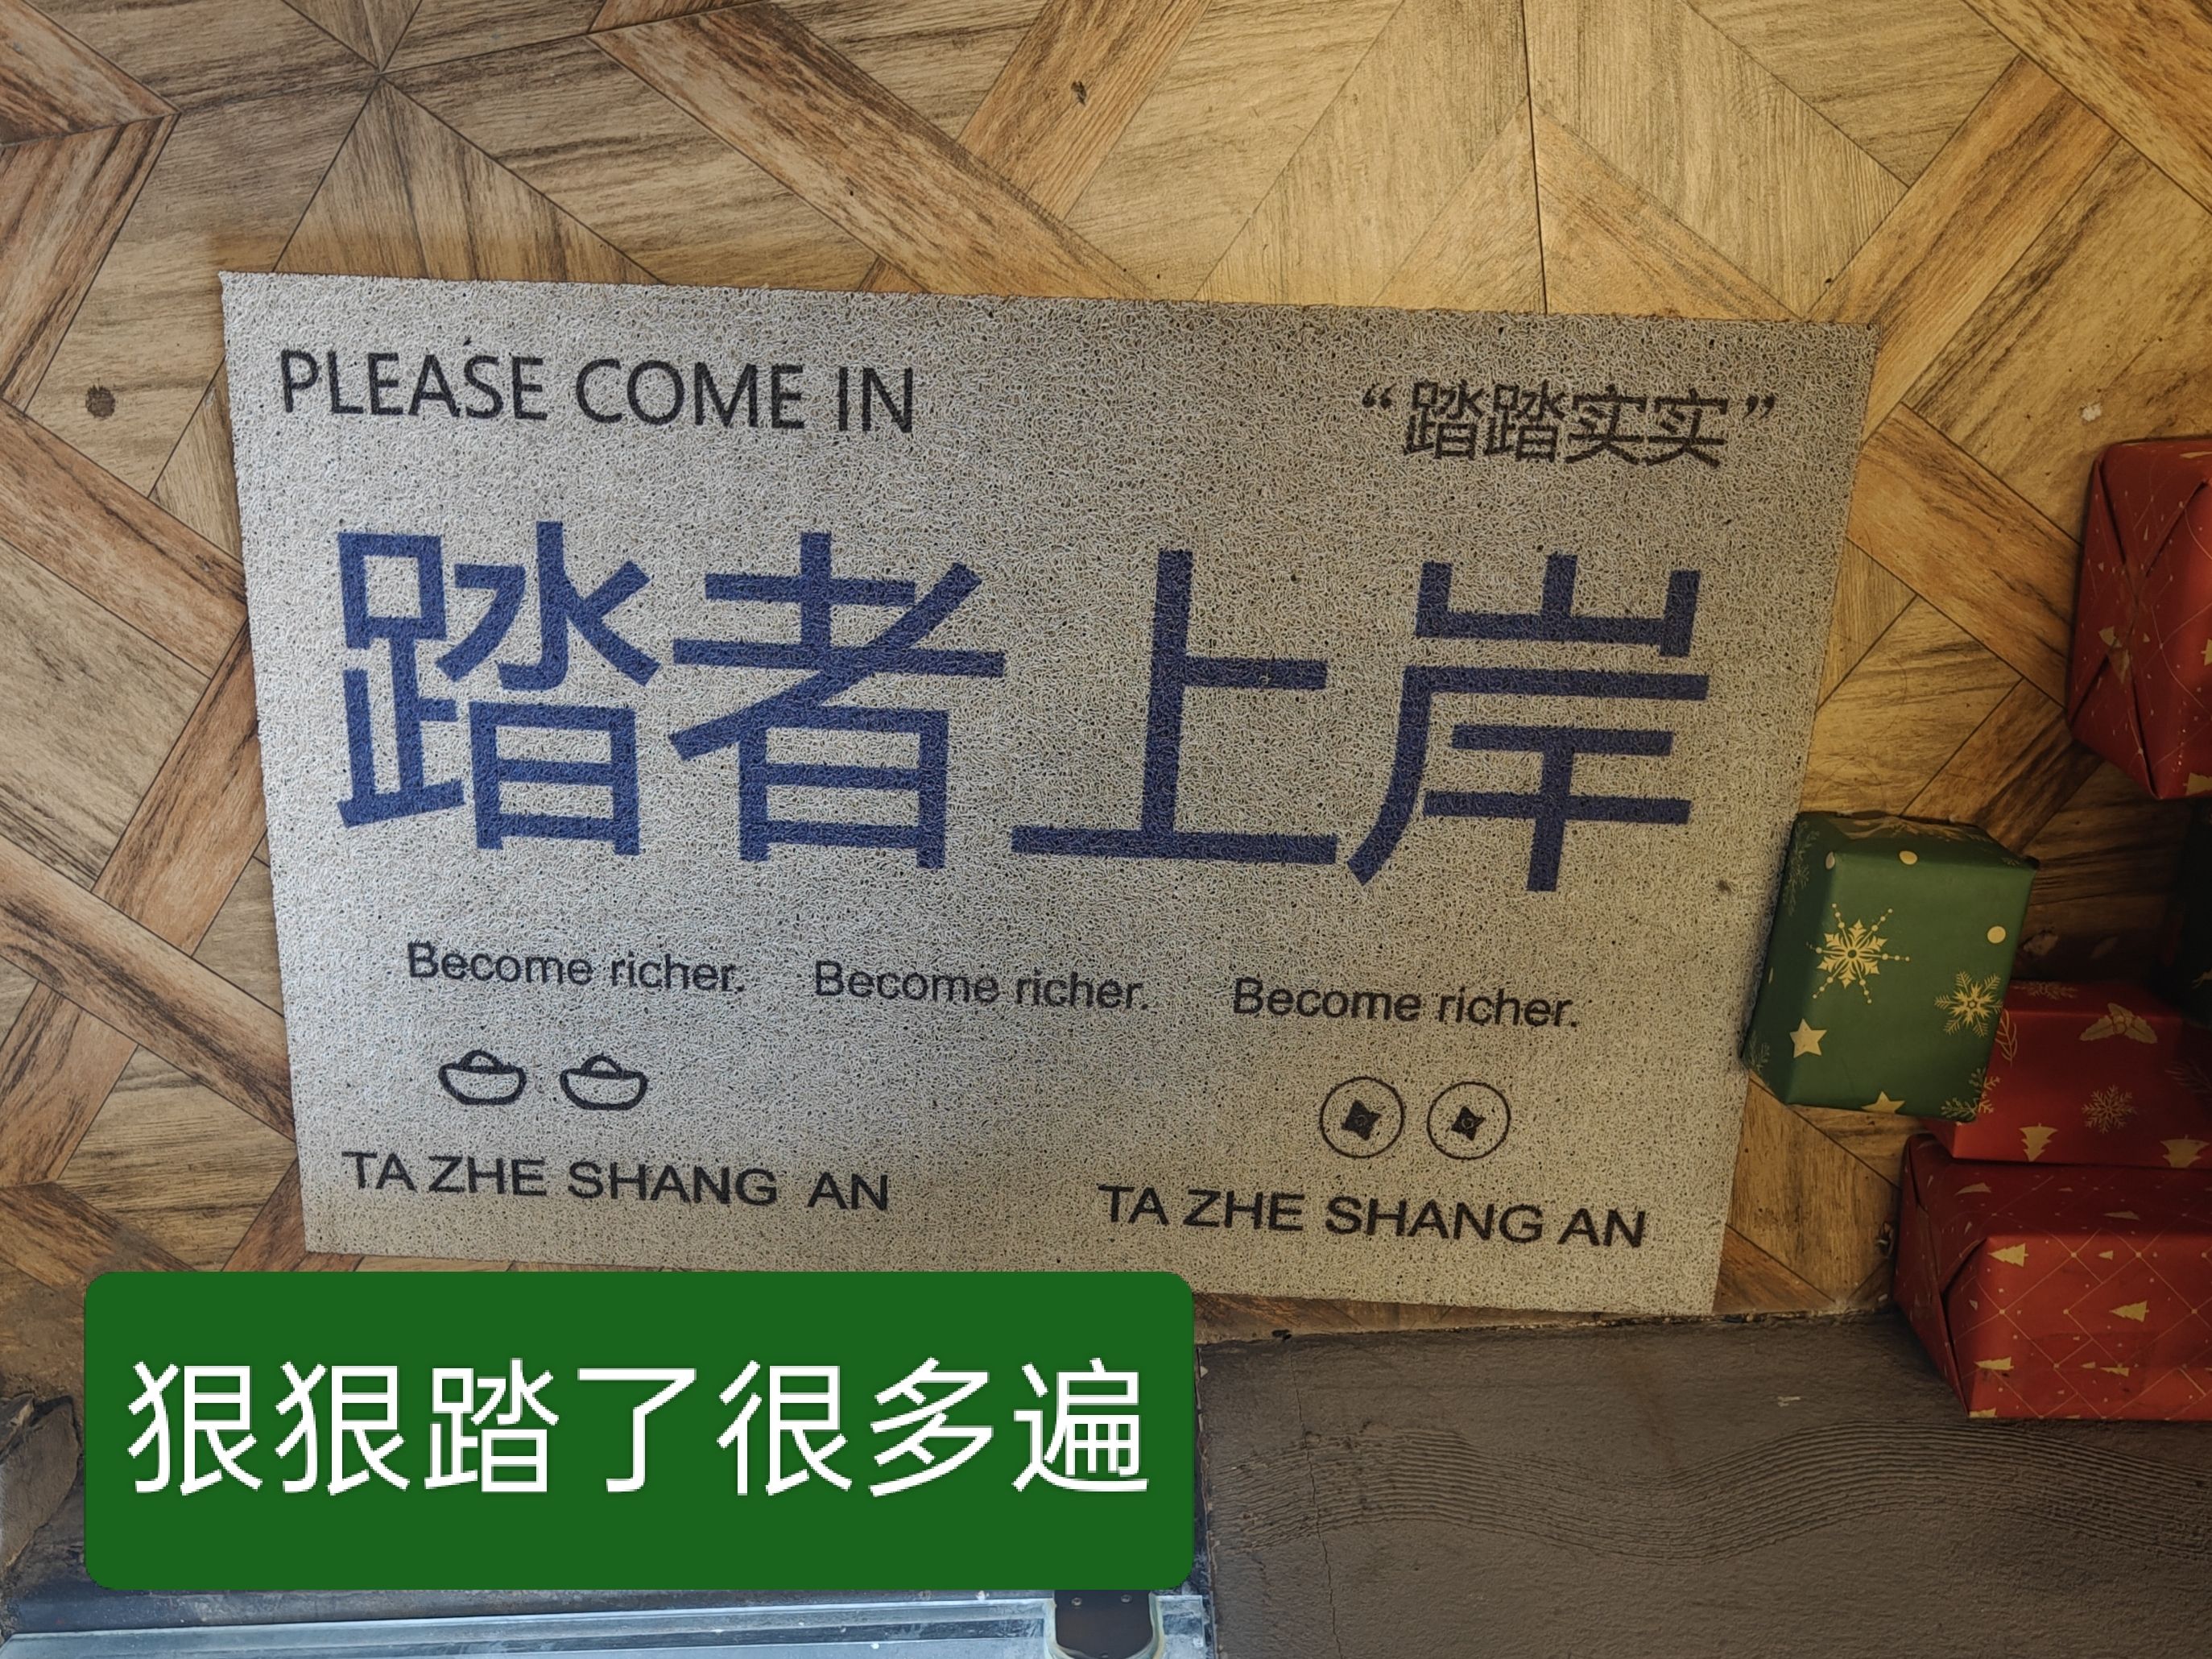 PLEASE COME IN
“踏踏实实”
踏者上岸
Become richer. Become richer. Become richer.
TA ZHE SHANG AN
TA ZHE SHANG AN
狠狠踏了很多遍